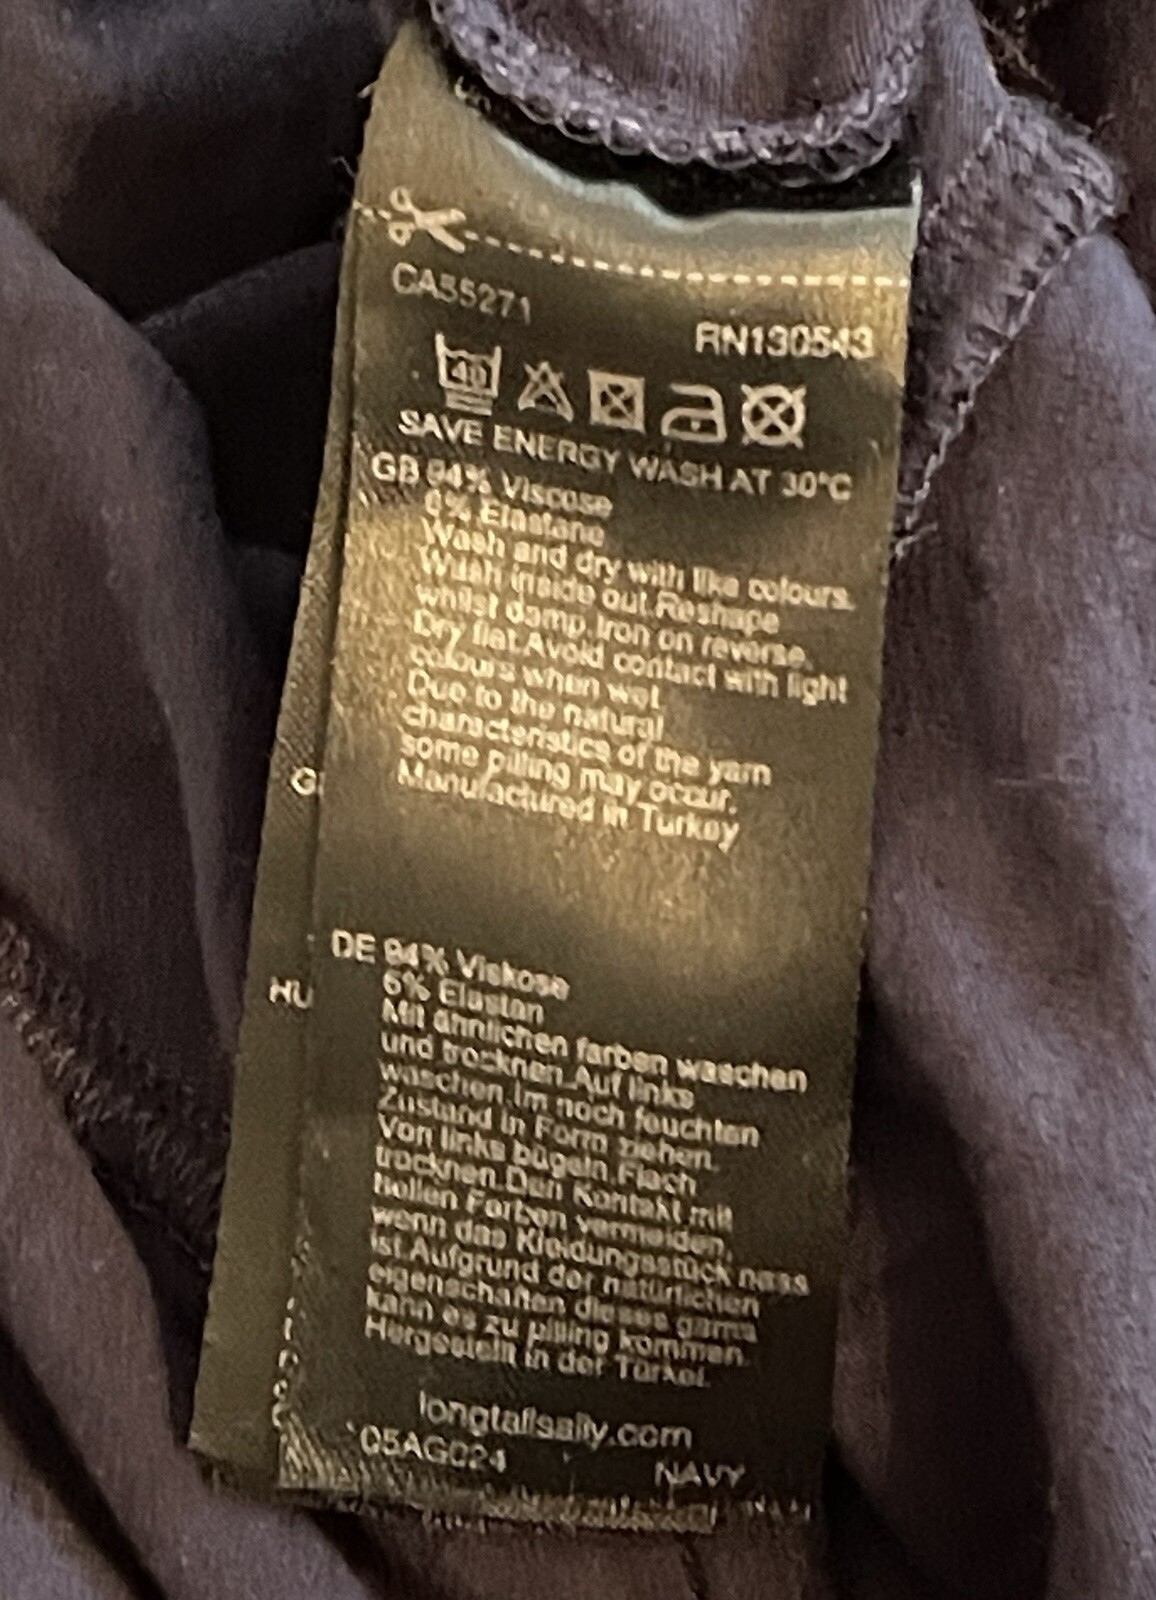 CA55271
RN130543
40
SAVE ENERGY WASH AT 30°C
GB 94% Viscose
6% Elastane
Wash and dry with like colours.
Wash inside out.Reshape
whilst damp.Iron on reverse.
Dry flat.Avoid contact with light
colours when wet.
Due to the natural
characteristics of the yarn
some pilling may occur.
Manufactured in Turkey
HU
DE 94% Viskose
6% Elastan
Mit ähnlichen farben waschen
und trocknen.Auf links
waschen.Im noch feuchten
Zustand in Form ziehen.
Von links bügeln.Flach
trocknen.Den Kontakt mit
hellen Farben vermeiden,
wenn das Kleidungsstück nass
ist.Aufgrund der natürlichen
eigenschaften dieses garns
kann es zu pilling kommen.
Hergestellt in der Türkei.
longtallsally.com
05AG024
NAVY